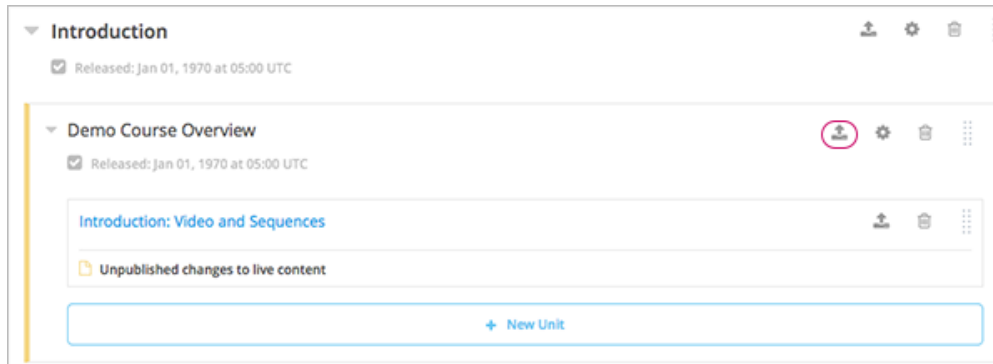 Introduction
Released: Jan 01, 1970 at 05:00 UTC
Demo Course Overview
Released: Jan 01, 1970 at 05:00 UTC
Introduction: Video and Sequences
Unpublished changes to live content
+ New Unit